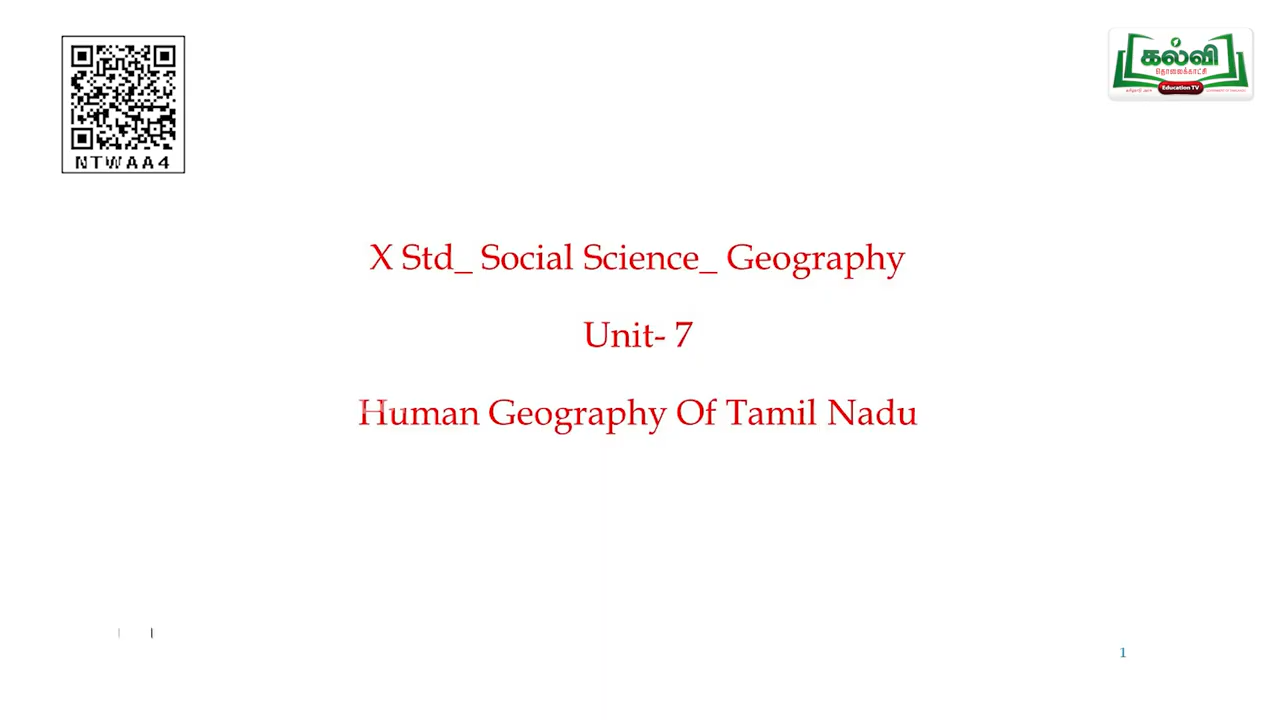 NTWAA4
கல்வி
தொலைக்காட்சி
Education TV
X Std_ Social Science_ Geography
Unit- 7
Human Geography Of Tamil Nadu
1